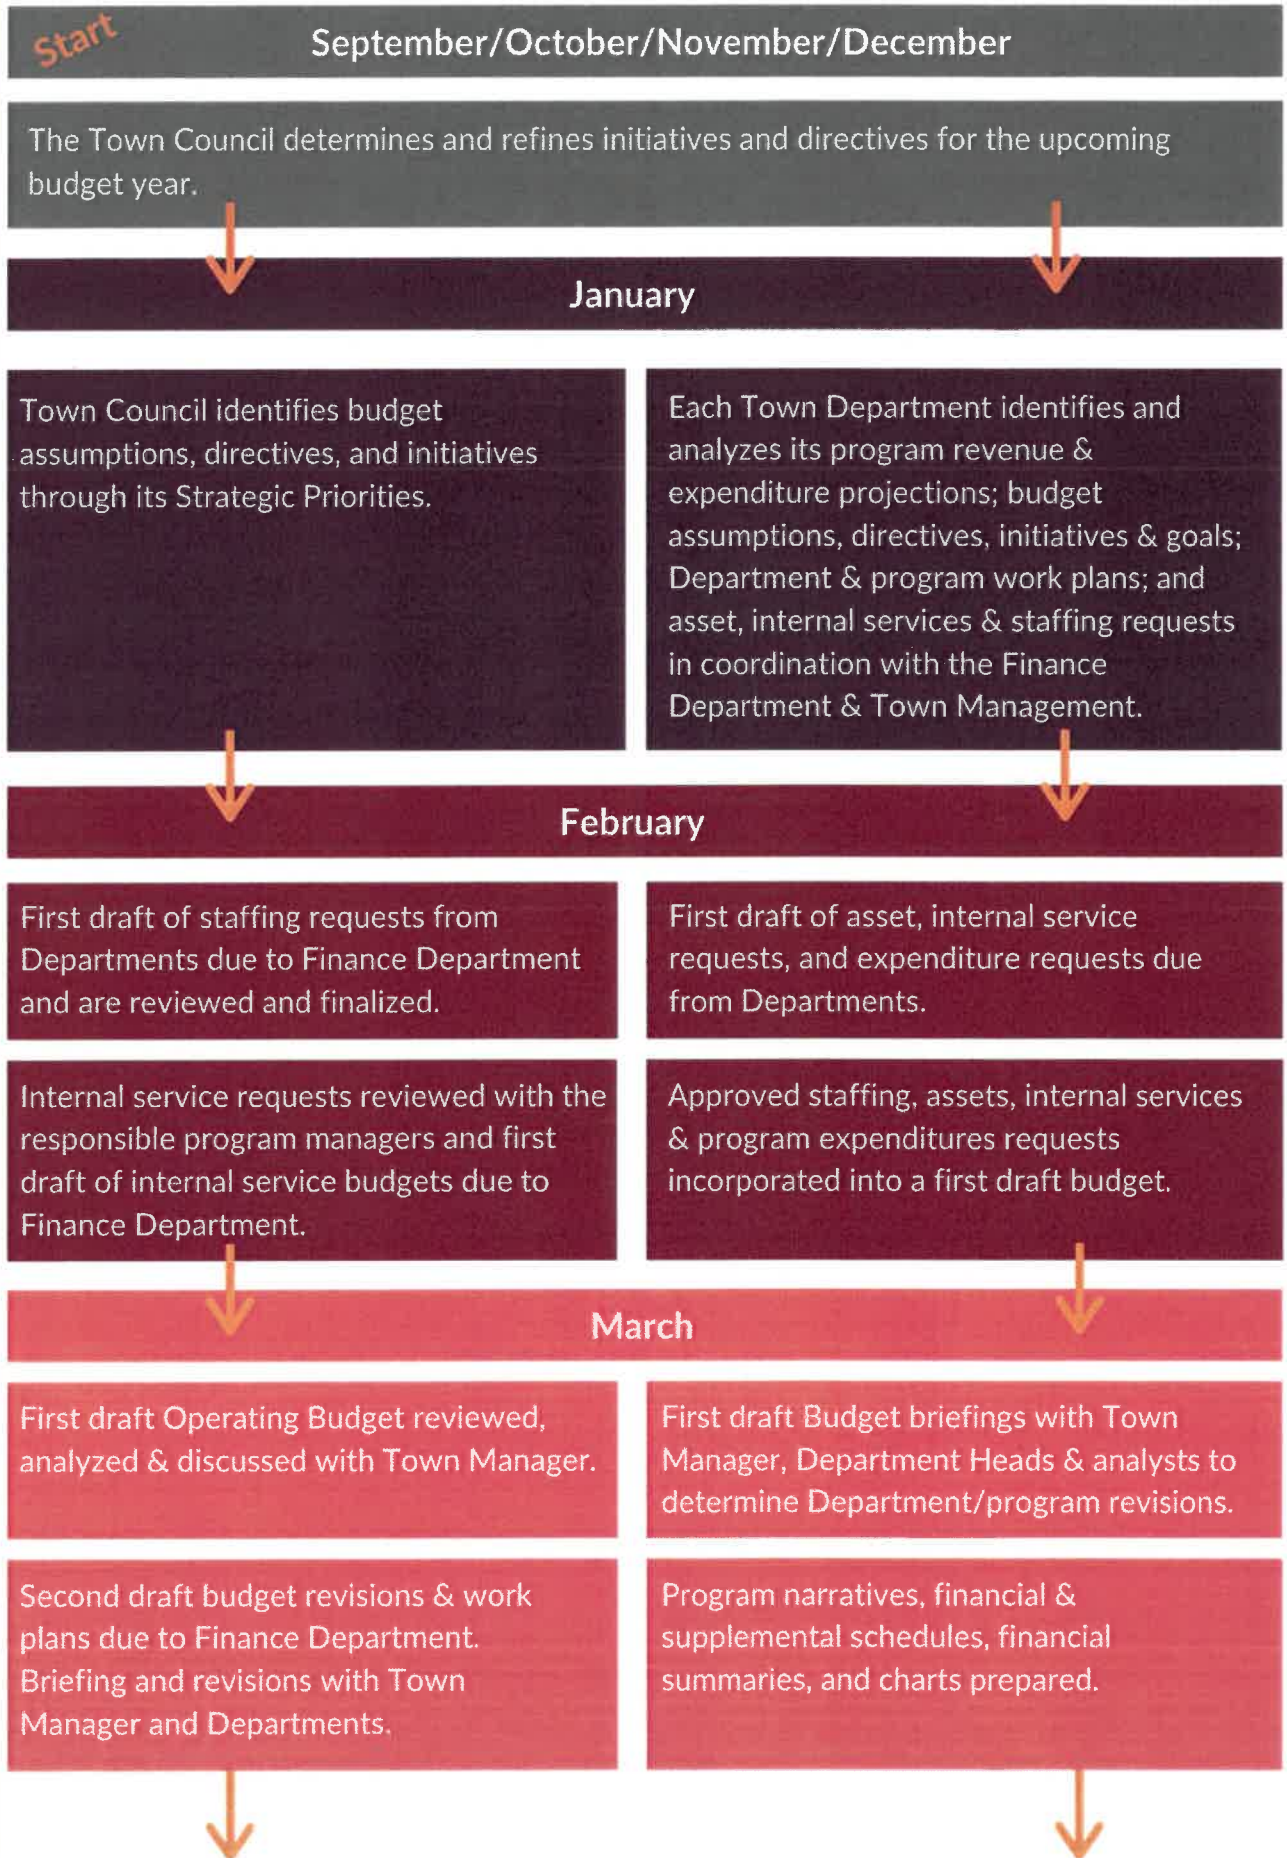 Start
September/October/November/December
The Town Council determines and refines initiatives and directives for the upcoming
budget year.
January
Town Council identifies budget
assumptions, directives, and initiatives
through its Strategic Priorities.
Each Town Department identifies and
analyzes its program revenue &
expenditure projections; budget
assumptions, directives, initiatives & goals;
Department & program work plans; and
asset, internal services & staffing requests
in coordination with the Finance
Department & Town Management.
February
First draft of staffing requests from
Departments due to Finance Department
and are reviewed and finalized.
First draft of asset, internal service
requests, and expenditure requests due
from Departments.
Internal service requests reviewed with the
responsible program managers and first
draft of internal service budgets due to
Finance Department.
Approved staffing, assets, internal services
& program expenditures requests
incorporated into a first draft budget.
March
First draft Operating Budget reviewed,
analyzed & discussed with Town Manager.
First draft Budget briefings with Town
Manager, Department Heads & analysts to
determine Department/program revisions.
Second draft budget revisions & work
plans due to Finance Department.
Briefing and revisions with Town
Manager and Departments.
Program narratives, financial &
supplemental schedules, financial
summaries, and charts prepared.